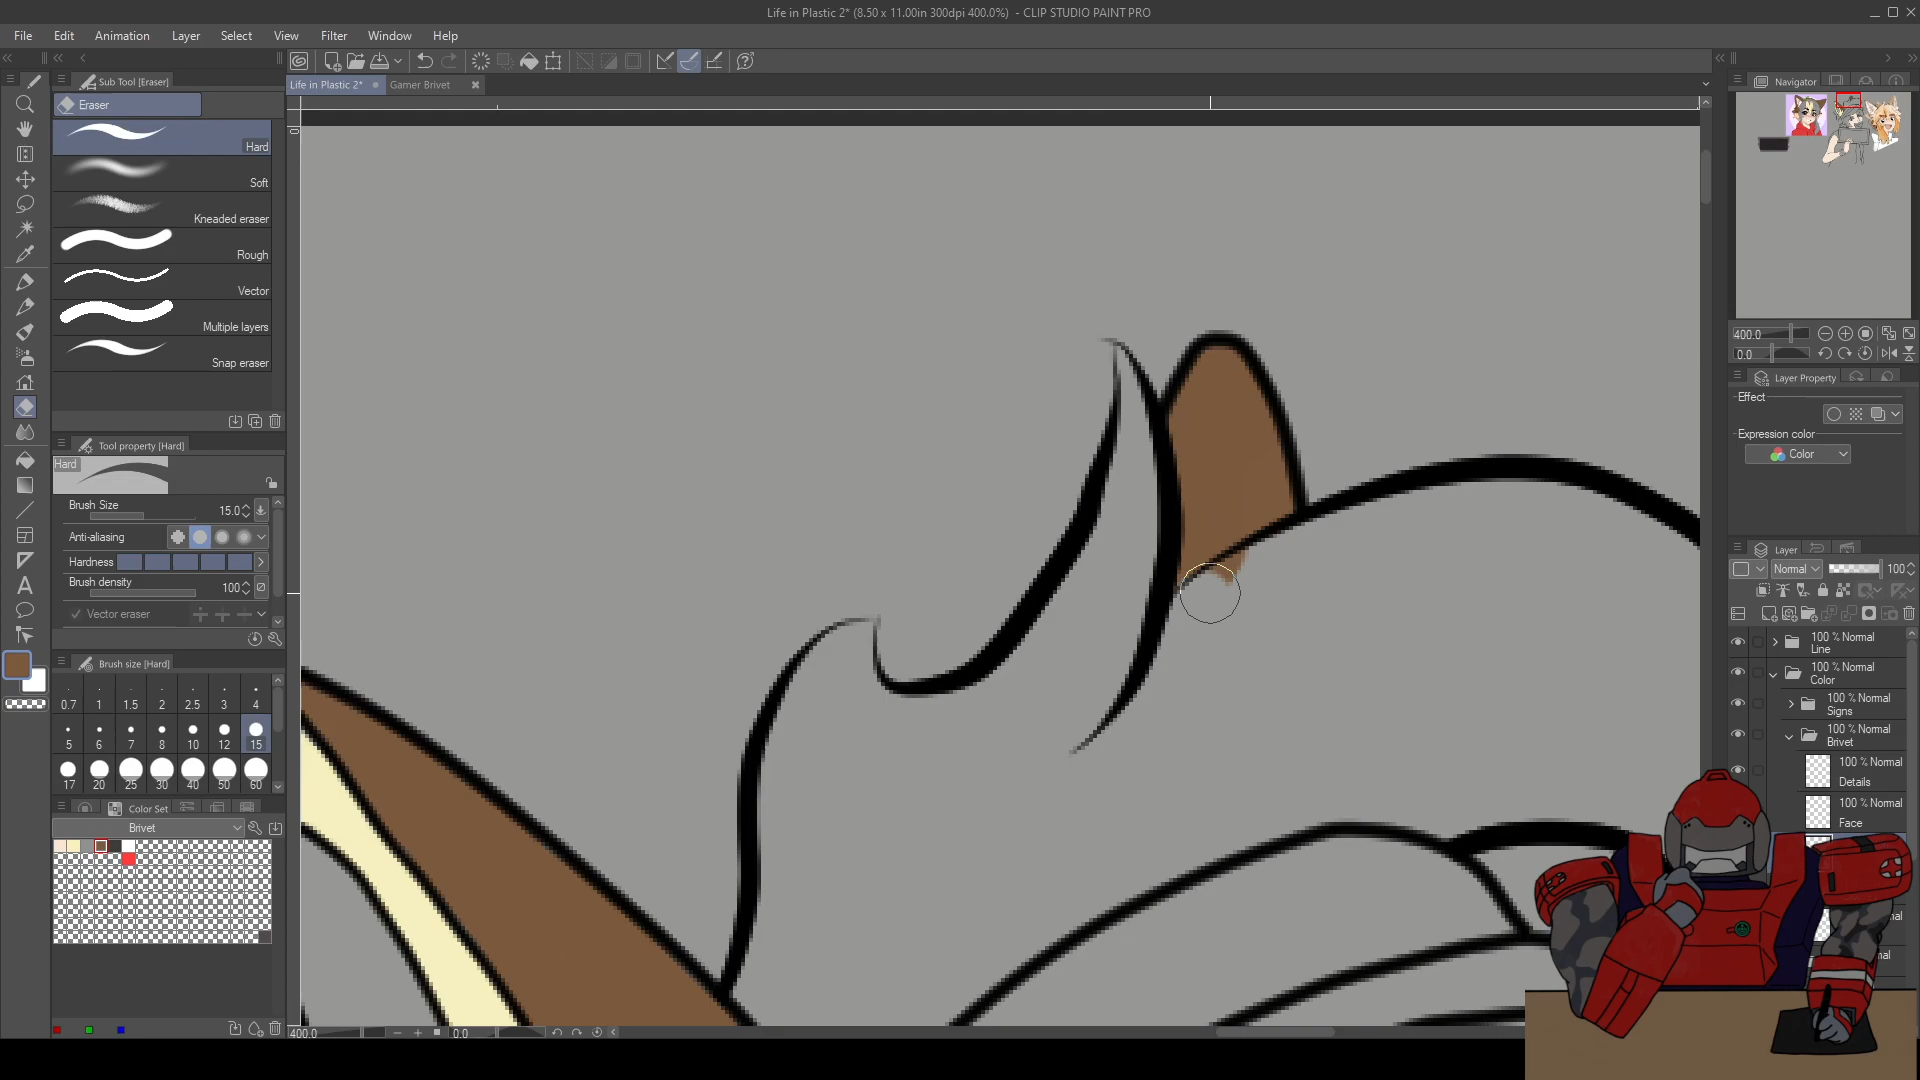 Life in Plastic 2* (8.50 x 11.00in 300dpi 400.0%) - CLIP STUDIO PAINT PRO
File Edit Animation Layer Select View Filter Window Help
Sub Tool [Eraser]
Life in Plastic 2* Gamer Brivet
Navigator
Eraser
Hard
Soft
Kneaded eraser
Rough
Vector
Multiple layers
Snap eraser
400.0
0.0
Layer Property
Effect
Expression color
Color
Tool property [Hard]
Hard
Brush Size 15.0
Anti-aliasing
Hardness
Brush density 100
Vector eraser
Layer
Normal 100
100 % Normal
Line
100 % Normal
Color
100 % Normal
Signs
100 % Normal
Brivet
100 % Normal
Details
100 % Normal
Face
Brush size [Hard]
0.7 1 1.5 2 2.5 3 4
5 6 7 8 10 12 15
17 20 25 30 40 50 60
Color Set
Brivet
400.0 0.0